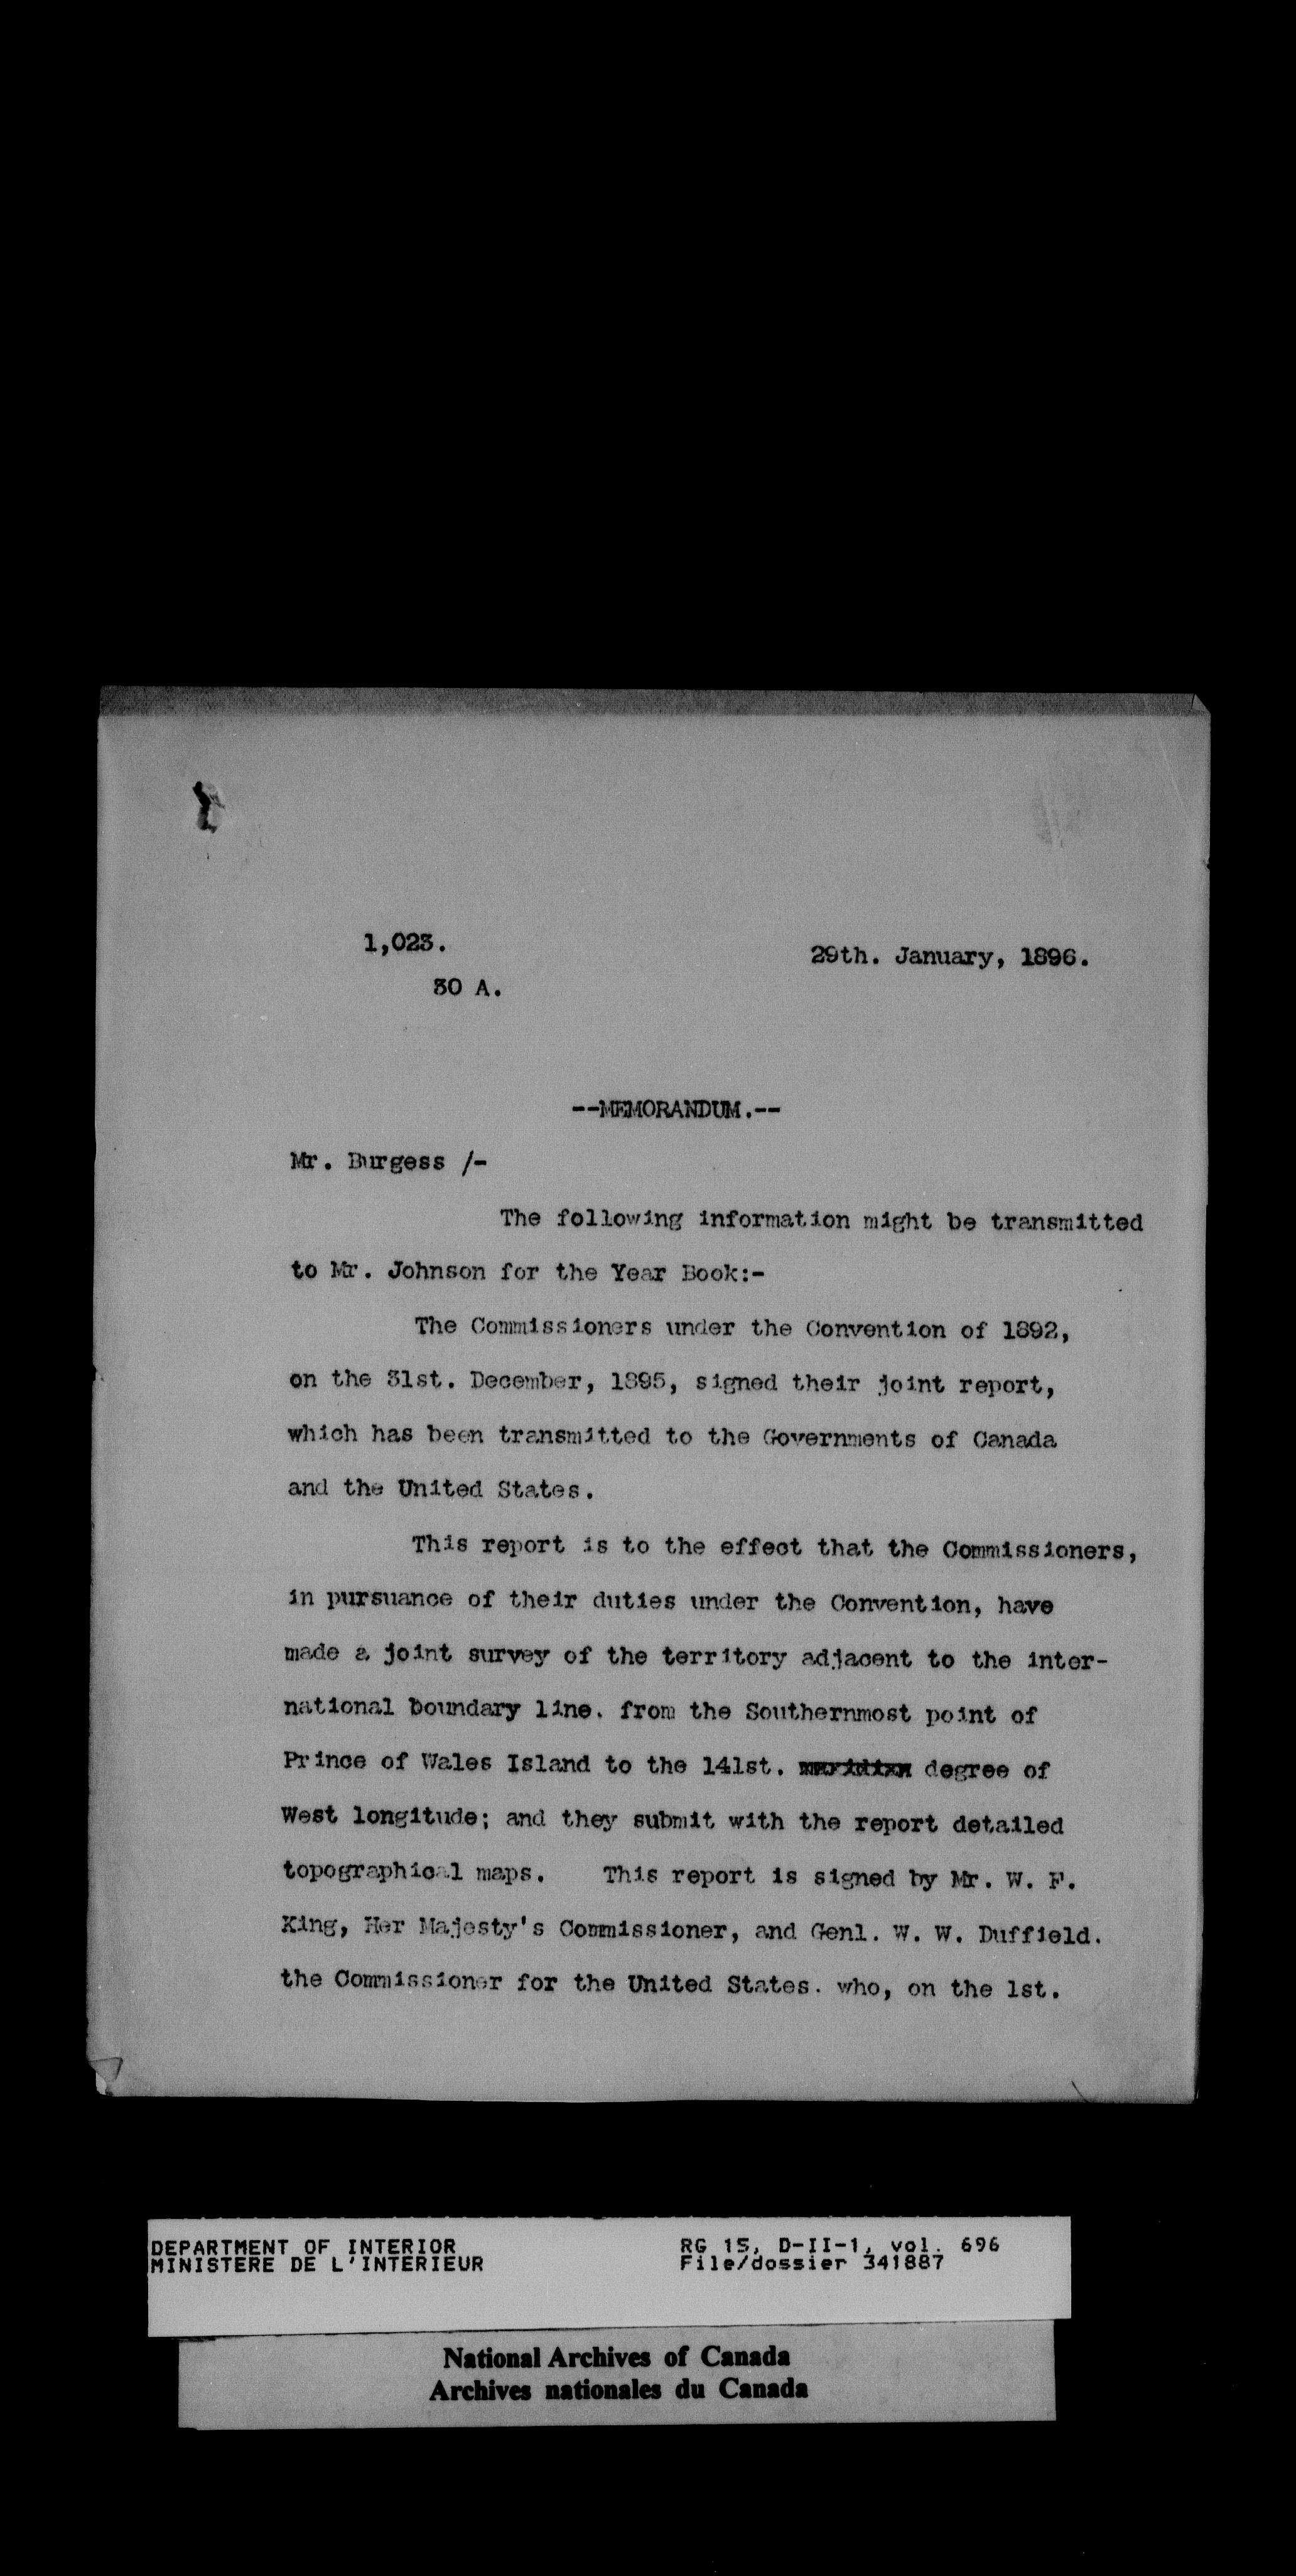 1,023.
30 A.
29th. January, 1896.
--MEMORANDUM.--
Mr. Burgess /-
The following information might be transmitted
to Mr. Johnson for the Year Book:-
The Commissioners under the Convention of 1892,
on the 31st. December, 1895, signed their joint report,
which has been transmitted to the Governments of Canada
and the United States.
This report is to the effect that the Commissioners,
in pursuance of their duties under the Convention, have
made a joint survey of the territory adjacent to the inter-
national boundary line. from the Southernmost point of
Prince of Wales Island to the 141st. meridian degree of
West longitude; and they submit with the report detailed
topographical maps. This report is signed by Mr. W. F.
King, Her Majesty's Commissioner, and Genl. W. W. Duffield.
the Commissioner for the United States. who, on the 1st.
DEPARTMENT OF INTERIOR
MINISTERE DE L'INTERIEUR
RG 15, D-II-1, vol. 696
File/dossier 341887
National Archives of Canada
Archives nationales du Canada